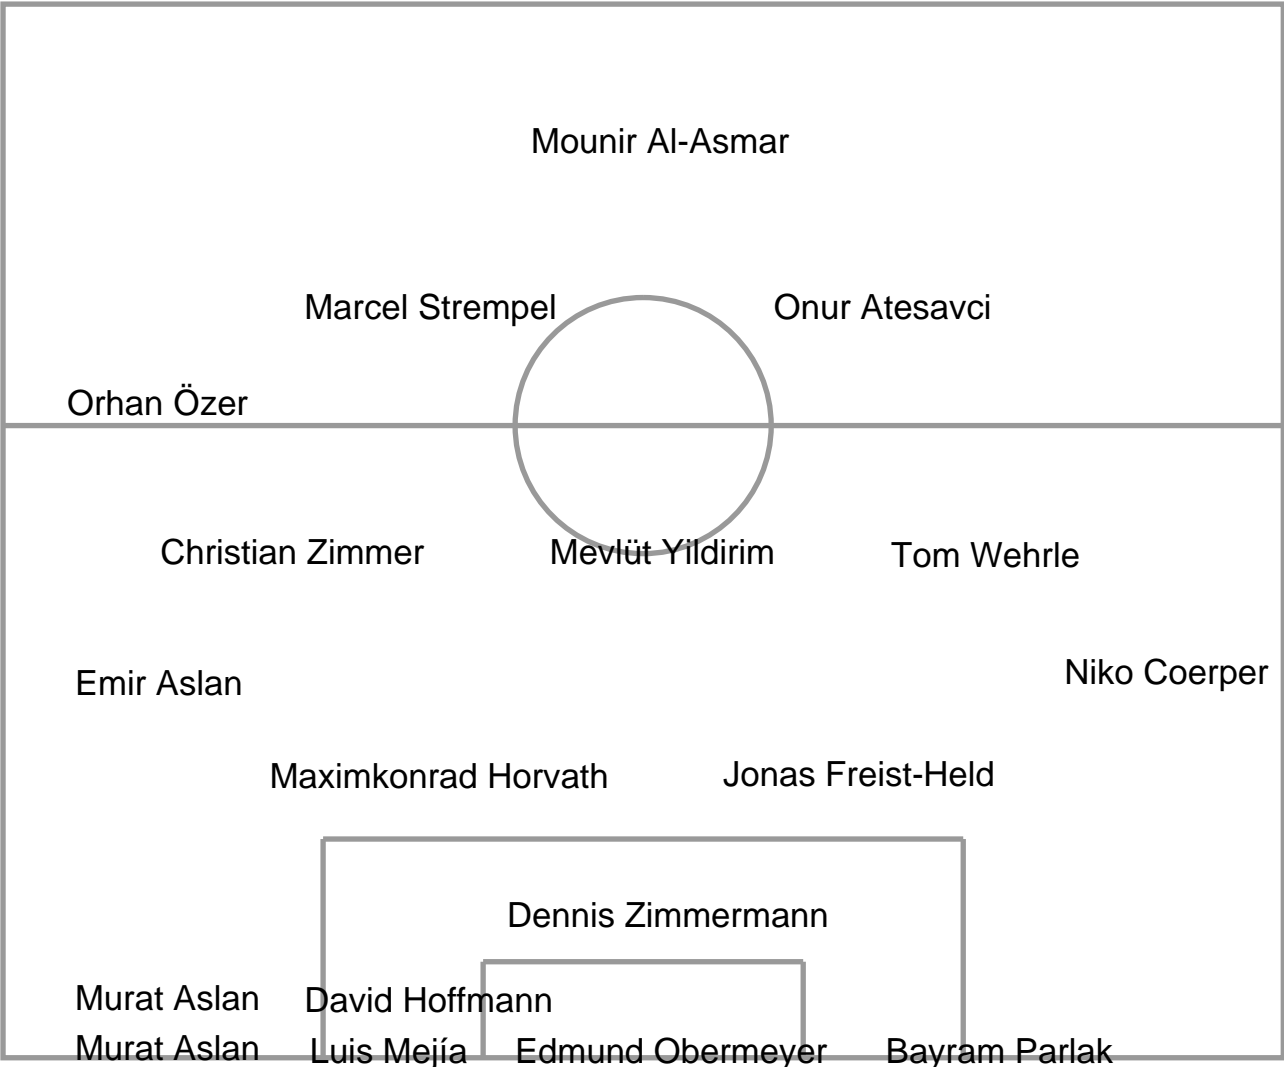 Mounir Al-Asmar
Marcel Strempel
Onur Atesavci
Orhan Özer
Christian Zimmer
Mevlüt Yildirim
Tom Wehrle
Emir Aslan
Niko Coerper
Maximkonrad Horvath
Jonas Freist-Held
Dennis Zimmermann
Murat Aslan
David Hoffmann
Murat Aslan
Luis Mejía
Edmund Obermeyer
Bayram Parlak